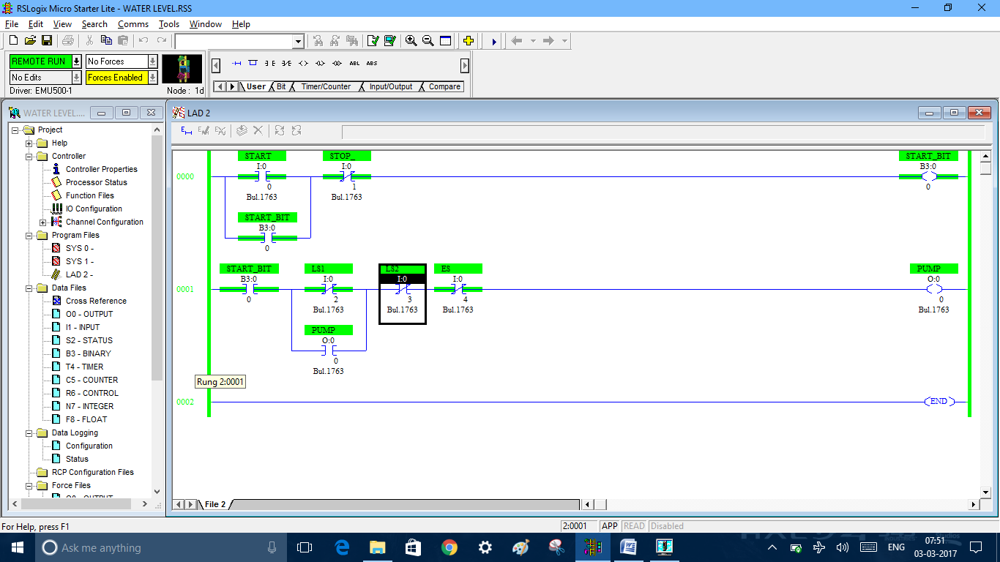 RSLogix Micro Starter Lite - WATER LEVEL.RSS
File Edit View Search Comms Tools Window Help
REMOTE RUN No Forces
No Edits Forces Enabled
Driver: EMU500-1 Node : 1d
ABL ABS
User Bit Timer/Counter Input/Output Compare
WATER LEVEL....
LAD 2
Project
Help
Controller
Controller Properties
Processor Status
Function Files
IO Configuration
Channel Configuration
Program Files
SYS 0 -
SYS 1 -
LAD 2 -
Data Files
Cross Reference
O0 - OUTPUT
I1 - INPUT
S2 - STATUS
B3 - BINARY
T4 - TIMER
C5 - COUNTER
R6 - CONTROL
N7 - INTEGER
F8 - FLOAT
Data Logging
Configuration
Status
RCP Configuration Files
Force Files
O0 - OUTPUT
START STOP_ START_BIT
I:0 I:0 B3:0
0000
0 1 0
Bul.1763 Bul.1763
START_BIT
B3:0
0
START_BIT LS1 LS2 ES PUMP
B3:0 I:0 I:0 I:0 O:0
0001
0 2 3 4 0
Bul.1763 Bul.1763 Bul.1763 Bul.1763
PUMP
O:0
0
Bul.1763
Rung 2:0001
0002 END
File 2
For Help, press F1 2:0001 APP READ Disabled
Ask me anything
ENG
07:51
03-03-2017